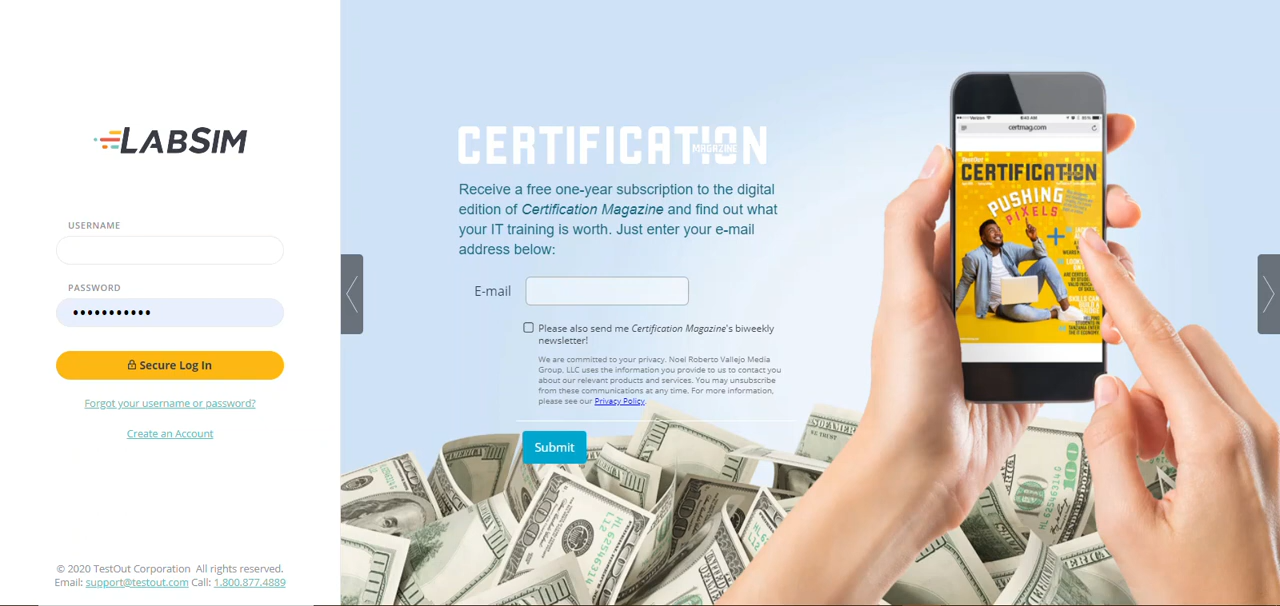 LABSIM
USERNAME
PASSWORD
Secure Log In
Forgot your username or password?
Create an Account
© 2020 TestOut Corporation All rights reserved.
Email: support@testout.com Call: 1.800.877.4889
CERTIFICATION
MAGAZINE
Receive a free one-year subscription to the digital
edition of Certification Magazine and find out what
your IT training is worth. Just enter your e-mail
address below:
E-mail
Please also send me Certification Magazine's biweekly
newsletter!
We are committed to your privacy. Noel Roberto Vallejo Media
Group, LLC uses the information you provide to us to contact you
about our relevant products and services. You may unsubscribe
from these communications at any time. For more information,
please see our Privacy Policy.
Submit
Verizon
certmag.com
CERTIFICATION
PUSHING
PIXELS